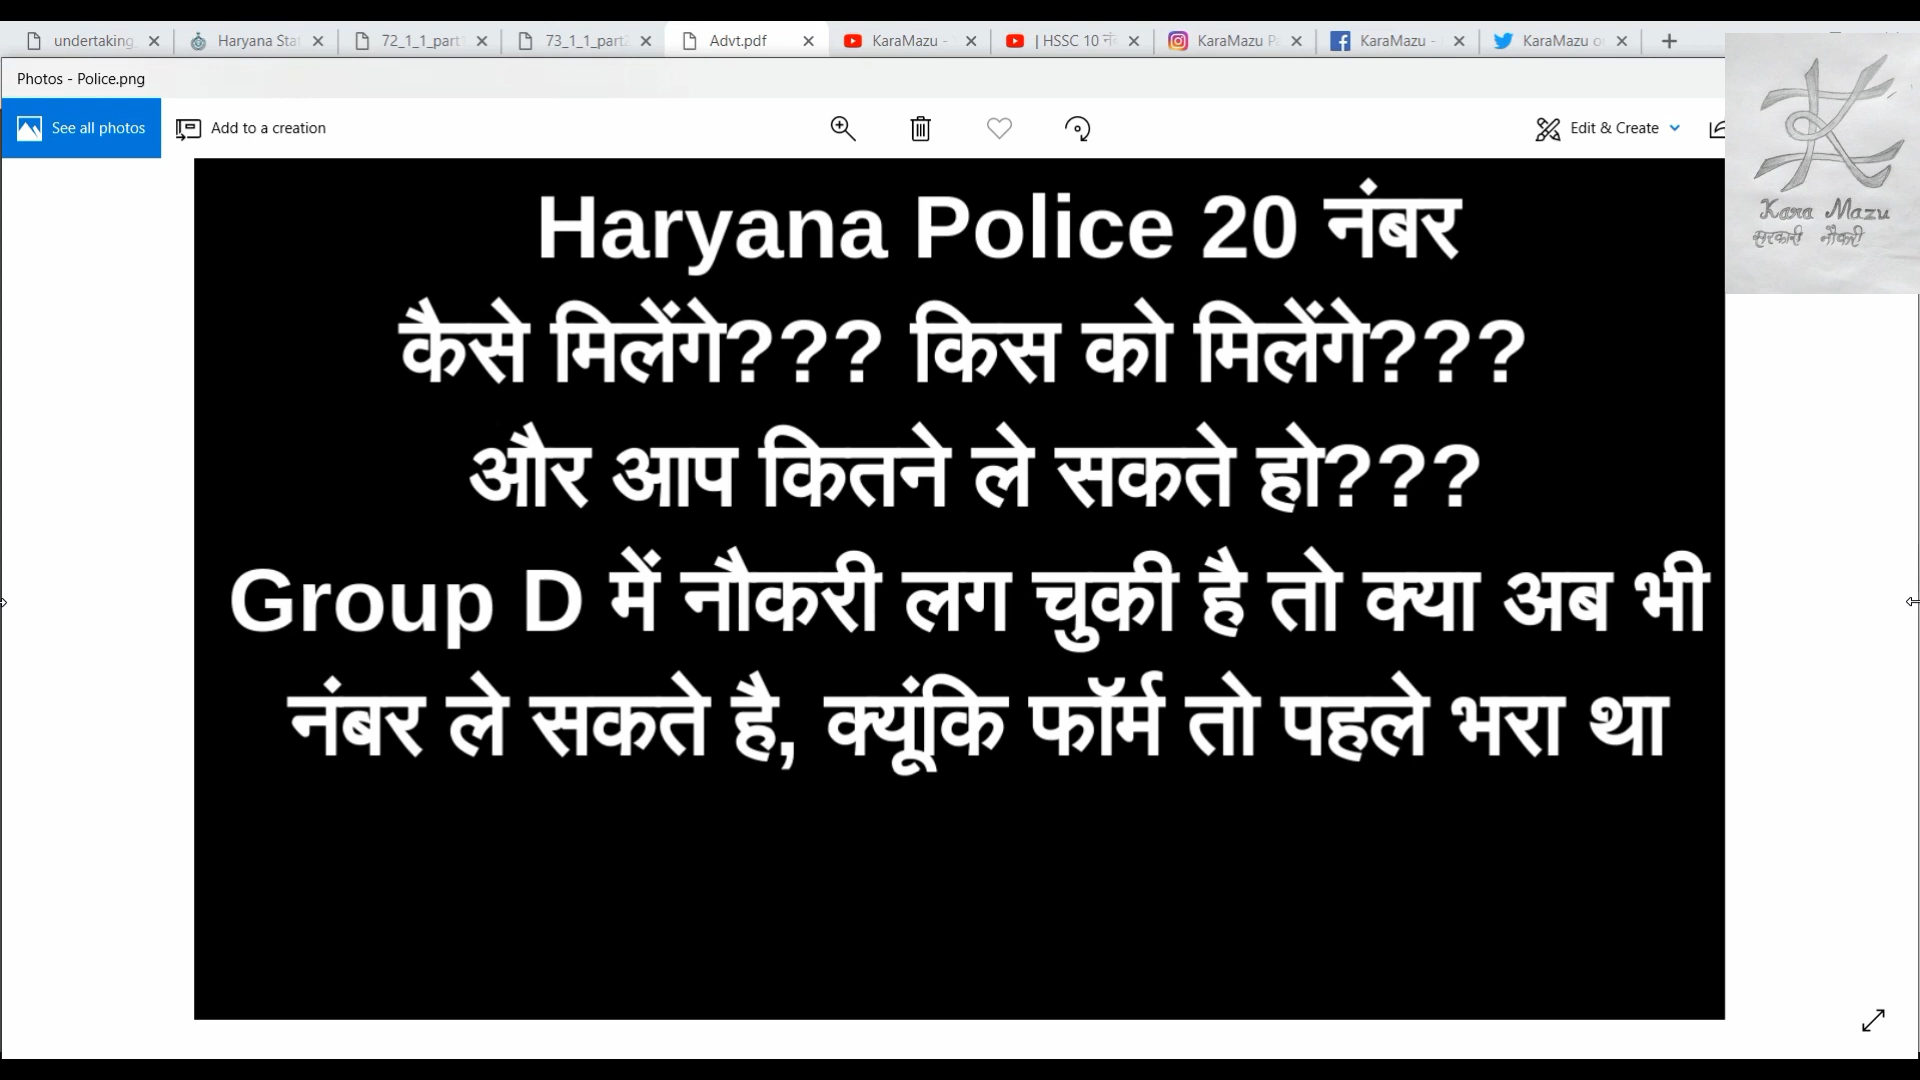 undertaking
Haryana Sta
72_1_1_part
73_1_1_part
Advt.pdf
KaraMazu -
| HSSC 10
KaraMazu P
KaraMazu -
KaraMazu o
Photos - Police.png
See all photos
Add to a creation
Edit & Create
Kara Mazu
सरकारी नौकरी
Haryana Police 20 नंबर
कैसे मिलेंगे??? किस को मिलेंगे???
और आप कितने ले सकते हो???
Group D में नौकरी लग चुकी है तो क्या अब भी
नंबर ले सकते है, क्यूंकि फॉर्म तो पहले भरा था